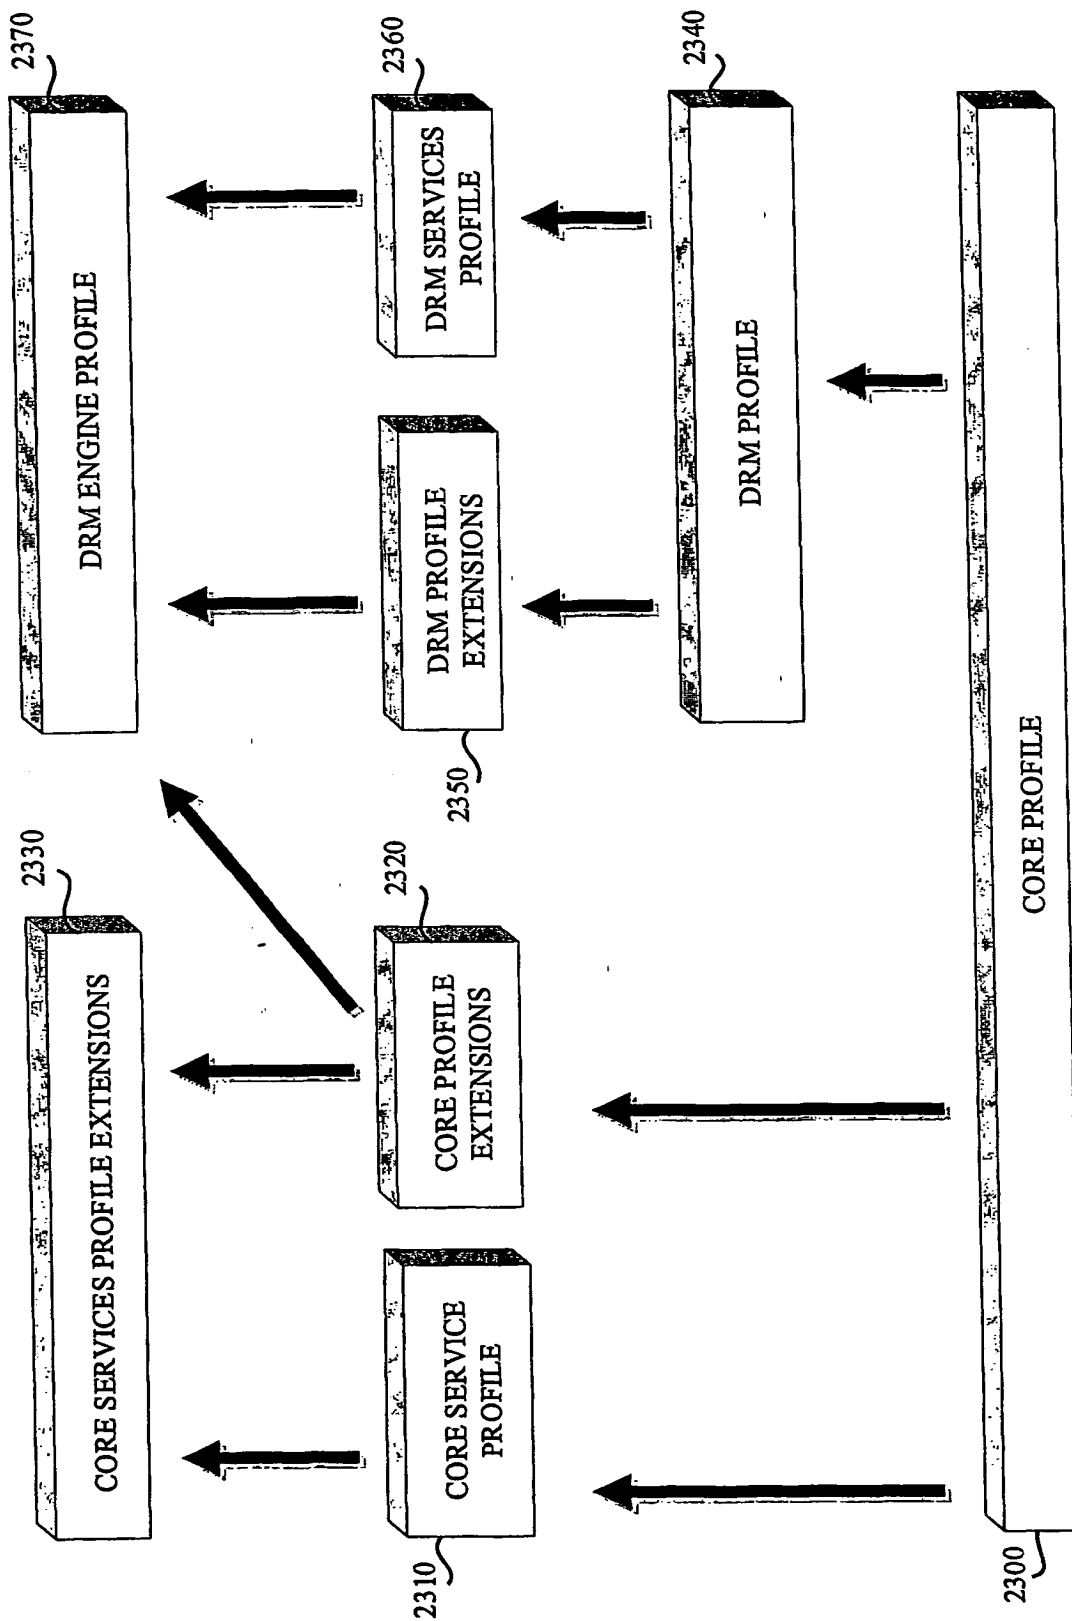 2330
CORE SERVICES PROFILE EXTENSIONS
2370
DRM ENGINE PROFILE
2310
CORE SERVICE
PROFILE
2320
CORE PROFILE
EXTENSIONS
2350
DRM PROFILE
EXTENSIONS
2360
DRM SERVICES
PROFILE
2340
DRM PROFILE
2300
CORE PROFILE